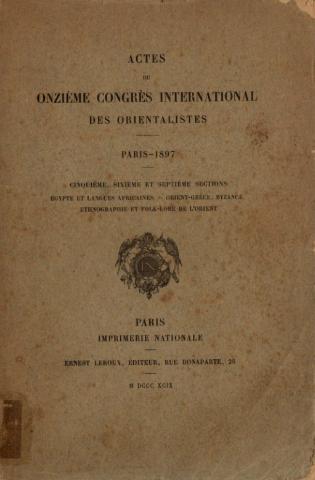 ACTES
DU
ONZIÈME CONGRÈS INTERNATIONAL
DES ORIENTALISTES
PARIS-1897
CINQUIÈME, SIXIÈME ET SEPTIÈME SECTIONS
ÉGYPTE ET LANGUES AFRICAINES. - ORIENT-GRÈCE, BYZANCE
ETHNOGRAPHIE ET FOLK-LORE DE L'ORIENT
PARIS
IMPRIMERIE NATIONALE
ERNEST LEROUX, ÉDITEUR, RUE BONAPARTE, 28
M DCCC XCIX